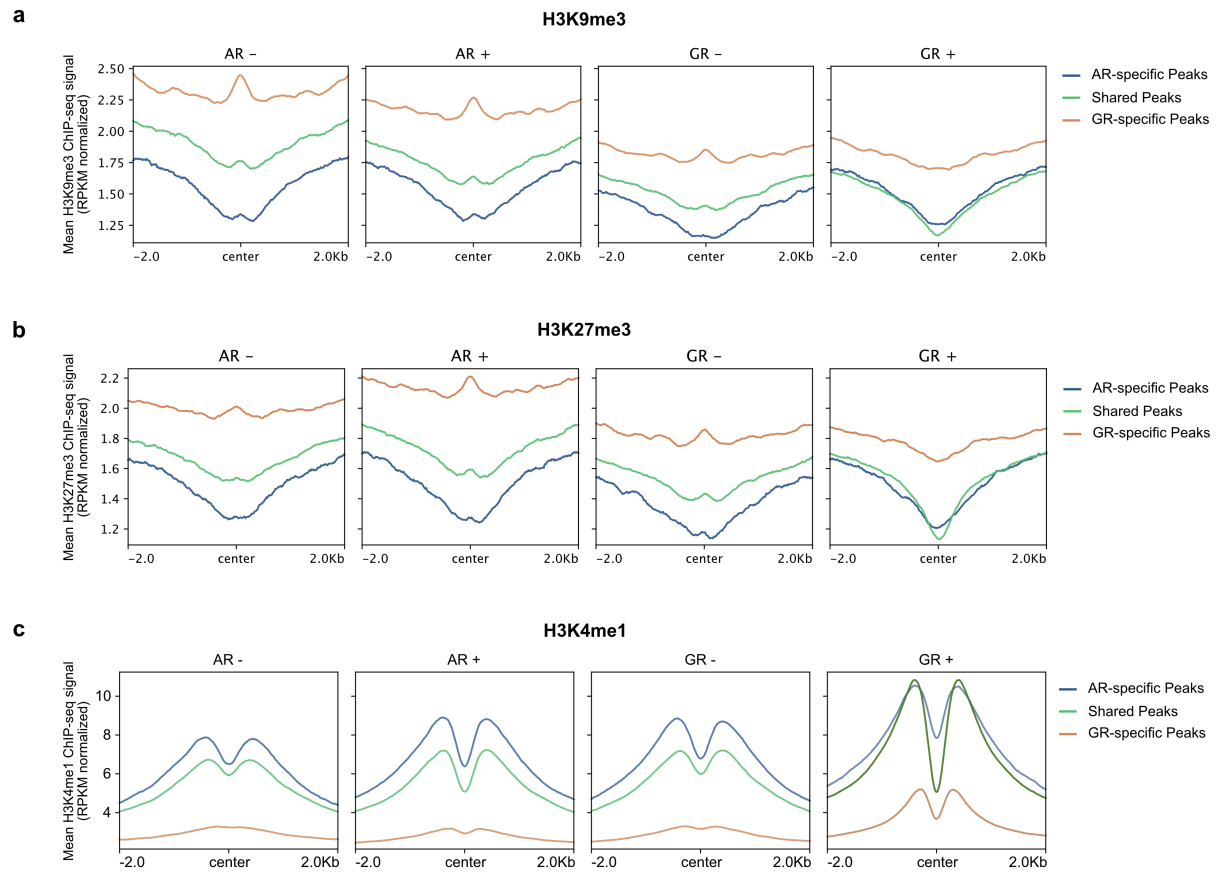 a
H3K9me3
AR –
AR +
GR –
GR +
Mean H3K9me3 ChIP-seq signal
(RPKM normalized)
2.50
2.25
2.00
1.75
1.50
1.25
−2.0 center 2.0Kb
−2.0 center 2.0Kb
−2.0 center 2.0Kb
−2.0 center 2.0Kb
AR-specific Peaks
Shared Peaks
GR-specific Peaks
b
H3K27me3
AR –
AR +
GR –
GR +
Mean H3K27me3 ChIP-seq signal
(RPKM normalized)
2.2
2.0
1.8
1.6
1.4
1.2
−2.0 center 2.0Kb
−2.0 center 2.0Kb
−2.0 center 2.0Kb
−2.0 center 2.0Kb
AR-specific Peaks
Shared Peaks
GR-specific Peaks
c
H3K4me1
AR -
AR +
GR -
GR +
Mean H3K4me1 ChIP-seq signal
(RPKM normalized)
10
8
6
4
-2.0 center 2.0Kb
-2.0 center 2.0Kb
-2.0 center 2.0Kb
-2.0 center 2.0Kb
AR-specific Peaks
Shared Peaks
GR-specific Peaks